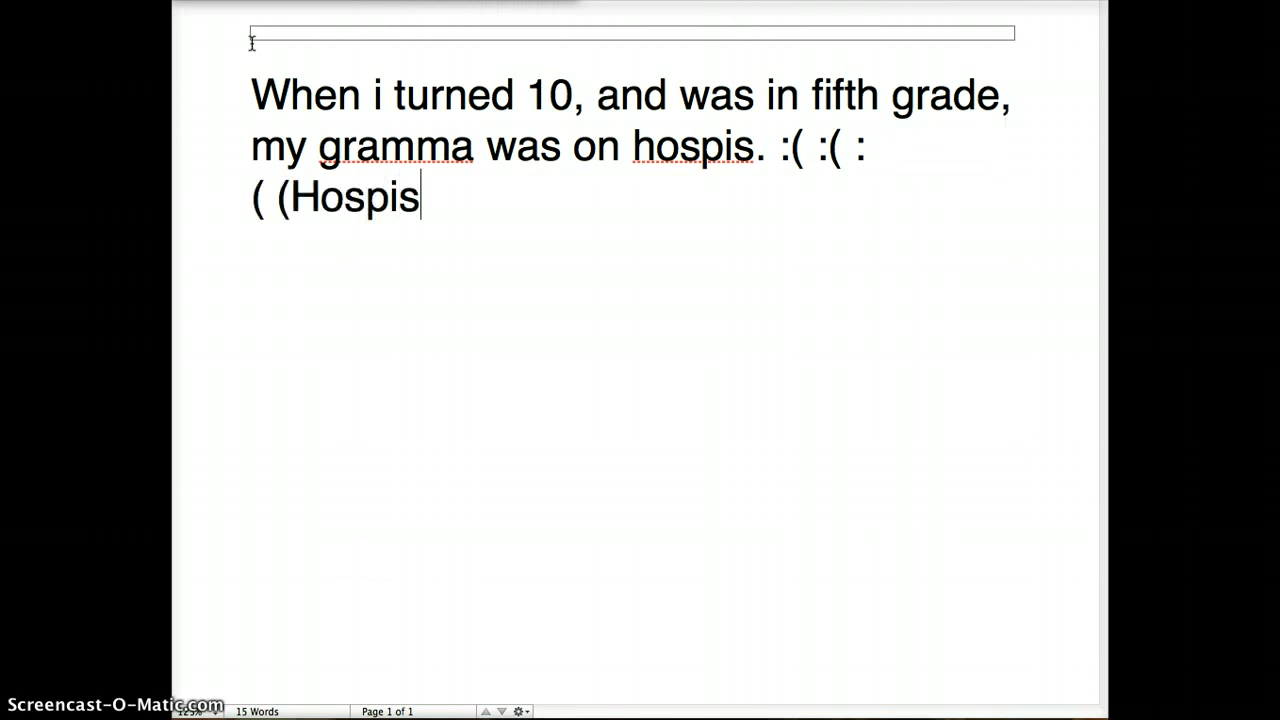 When i turned 10, and was in fifth grade,
my gramma was on hospis. :( :( :
( (Hospis
Screencast-O-Matic.com
15 Words
Page 1 of 1